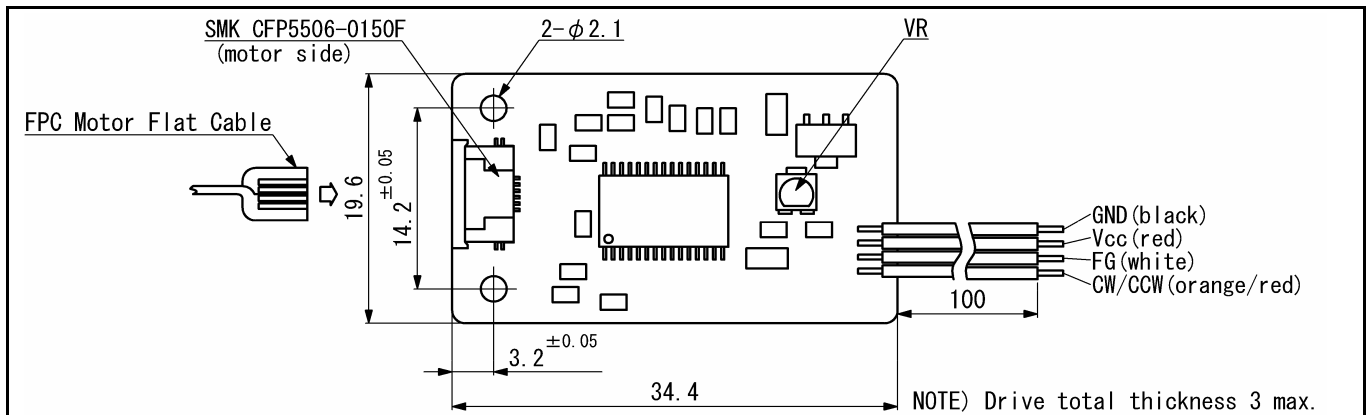 SMK CFP5506-0150F
(motor side)
2-φ2.1
VR
FPC Motor Flat Cable
19.6
14.2 ±0.05
GND(black)
Vcc(red)
FG(white)
CW/CCW(orange/red)
100
3.2 ±0.05
34.4
NOTE) Drive total thickness 3 max.